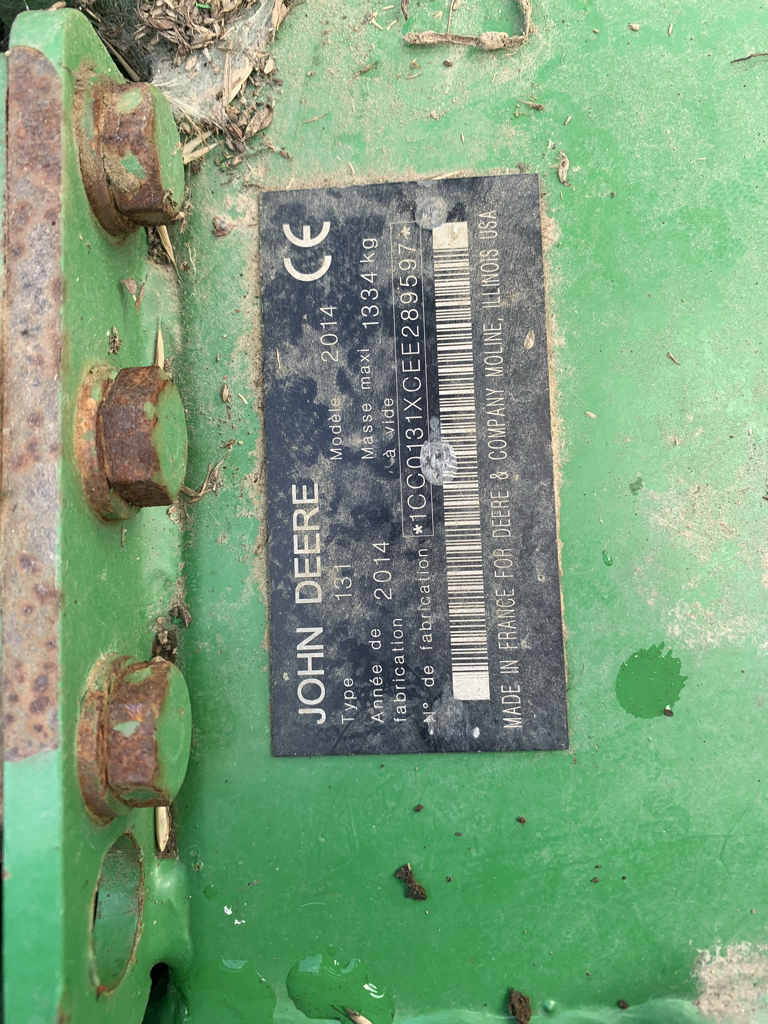 JOHN DEERE CE
Type 131 Modèle 2014
Année de fabrication 2014 Masse maxl à vide 1334 kg
N° de fabrication *1CC0131XCEE289597*
MADE IN FRANCE FOR DEERE & COMPANY MOLINE, ILLINOIS USA